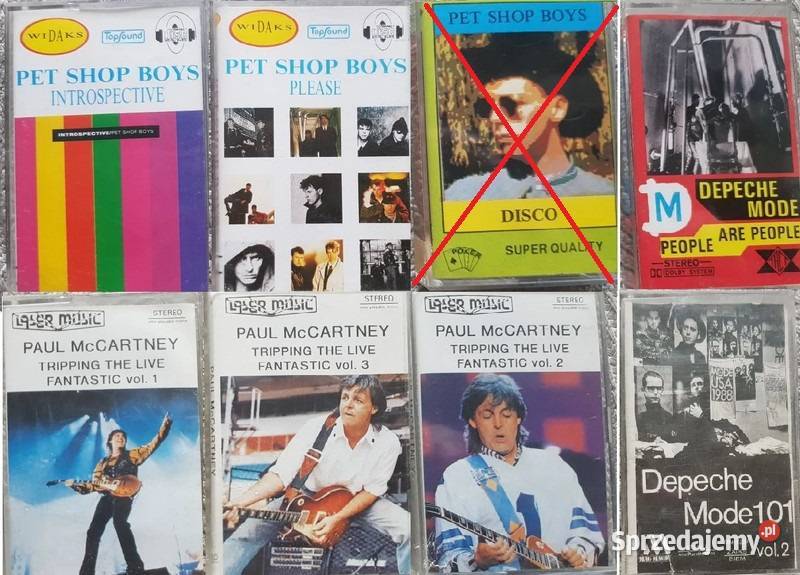 WIDAKS
TopSound
PET SHOP BOYS
INTROSPECTIVE
INTROSPECTIVE/PET SHOP BOYS
WIDAKS
TopSound
PET SHOP BOYS
PLEASE
PET SHOP BOYS
DISCO
POKER
SUPER QUALITY
M
DEPECHE
MODE
PEOPLE ARE PEOPLE
STEREO
DOLBY SYSTEM
LASER MUSIC
STEREO
PAUL McCARTNEY
TRIPPING THE LIVE
FANTASTIC vol. 1
LASER MUSIC
STEREO
PAUL McCARTNEY
TRIPPING THE LIVE
FANTASTIC vol. 3
LASER MUSIC
STEREO
PAUL McCARTNEY
TRIPPING THE LIVE
FANTASTIC vol. 2
MODE
USA
1988
Depeche
Mode101
vol.2
Sprzedajemy.pl